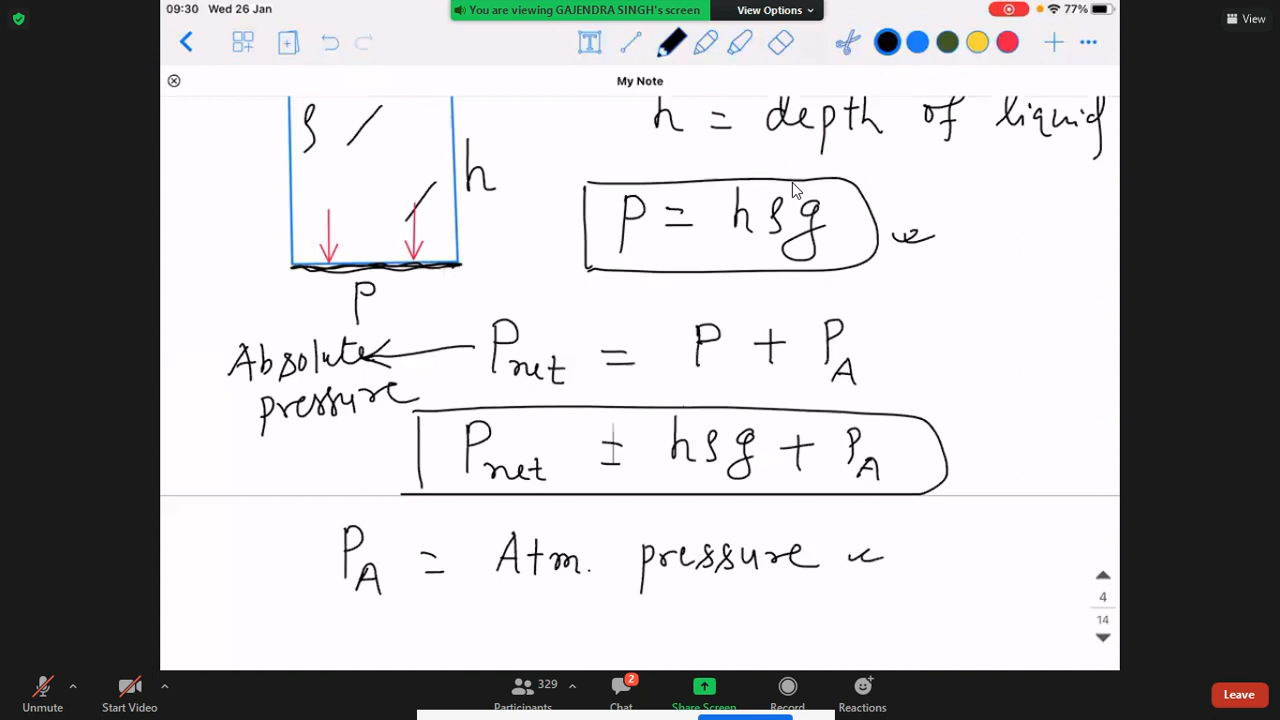 09:30 Wed 26 Jan
You are viewing GAJENDRA SINGH's screen
View Options
77%
View
My Note
ρ
h
h = depth of liquid
P = hρg
P
Absolute pressure
P_net = P + P_A
P_net = hρg + P_A
P_A = Atm. pressure
4
14
Unmute
Start Video
329
Participants
2
Chat
Share Screen
Record
Reactions
Leave